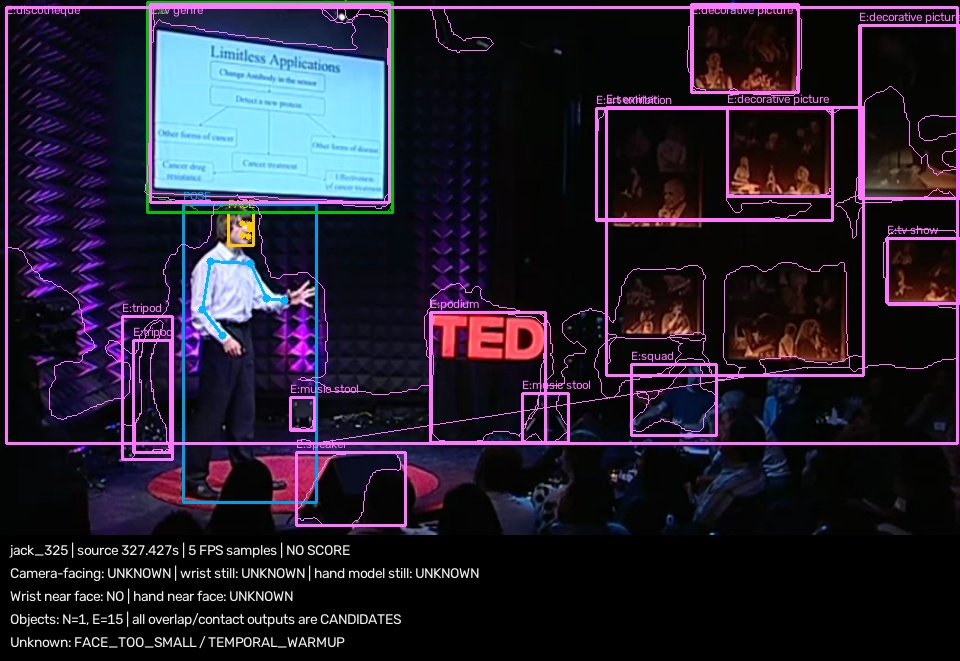 E:discotheque
E:tv genre
E:decorative picture
E:decorative pictur
Limitless Applications
Change Antibody in the sensor
Detect a new protein
Other forms of cancer
Other forms of disease
Cancer drug
resistance
Cancer treatment
Effectiveness
of cancer treatment
E:decorative picture
POSE
FACE
E:tv show
E:tripod
E:tripod
E:podium
TED
E:squad
E:music stool
E:music stool
E:speaker
jack_325 | source 327.427s | 5 FPS samples | NO SCORE
Camera-facing: UNKNOWN | wrist still: UNKNOWN | hand model still: UNKNOWN
Wrist near face: NO | hand near face: UNKNOWN
Objects: N=1, E=15 | all overlap/contact outputs are CANDIDATES
Unknown: FACE_TOO_SMALL / TEMPORAL_WARMUP